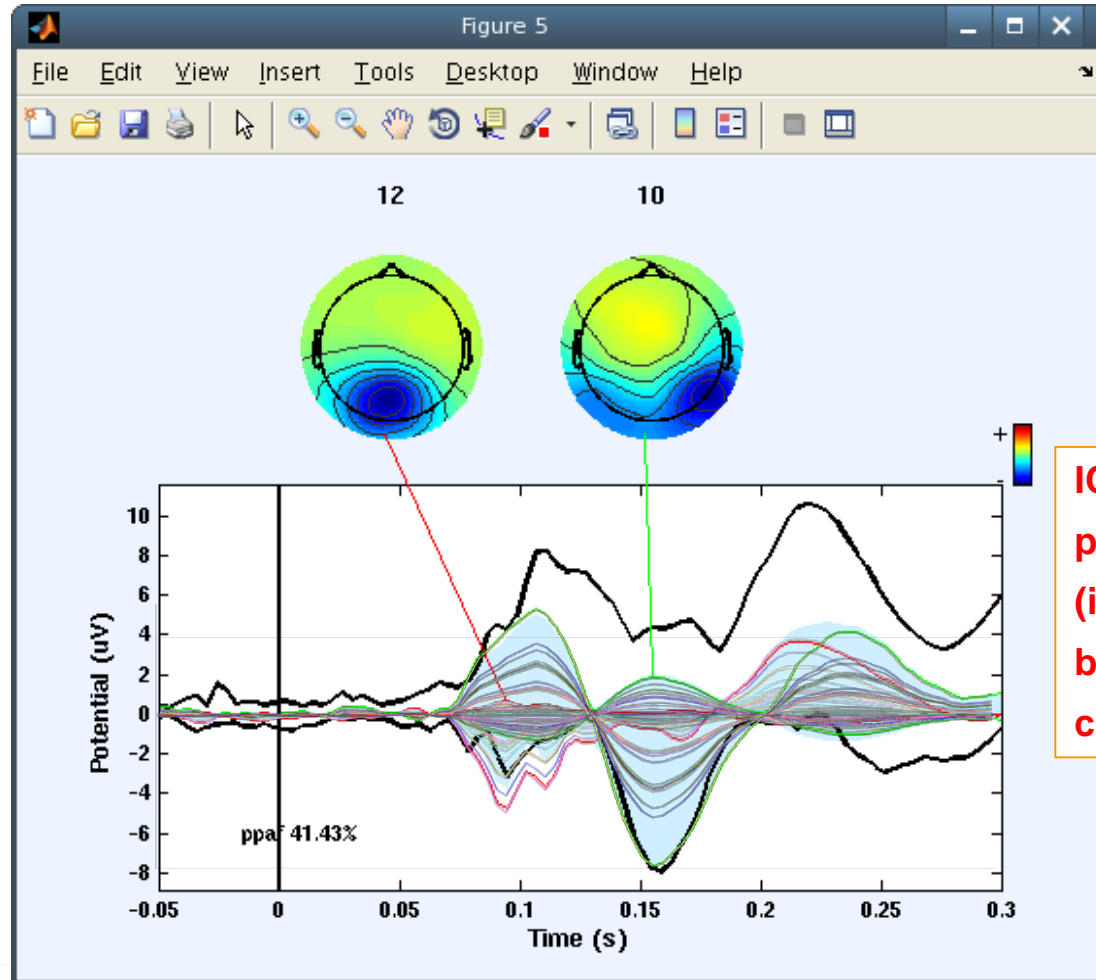 Figure 5
File Edit View Insert Tools Desktop Window Help
12 10
+
-
10
8
6
4
2
0
-2
-4
-6
-8
Potential (uV)
ppaf 41.43%
-0.05 0 0.05 0.1 0.15 0.2 0.25 0.3
Time (s)